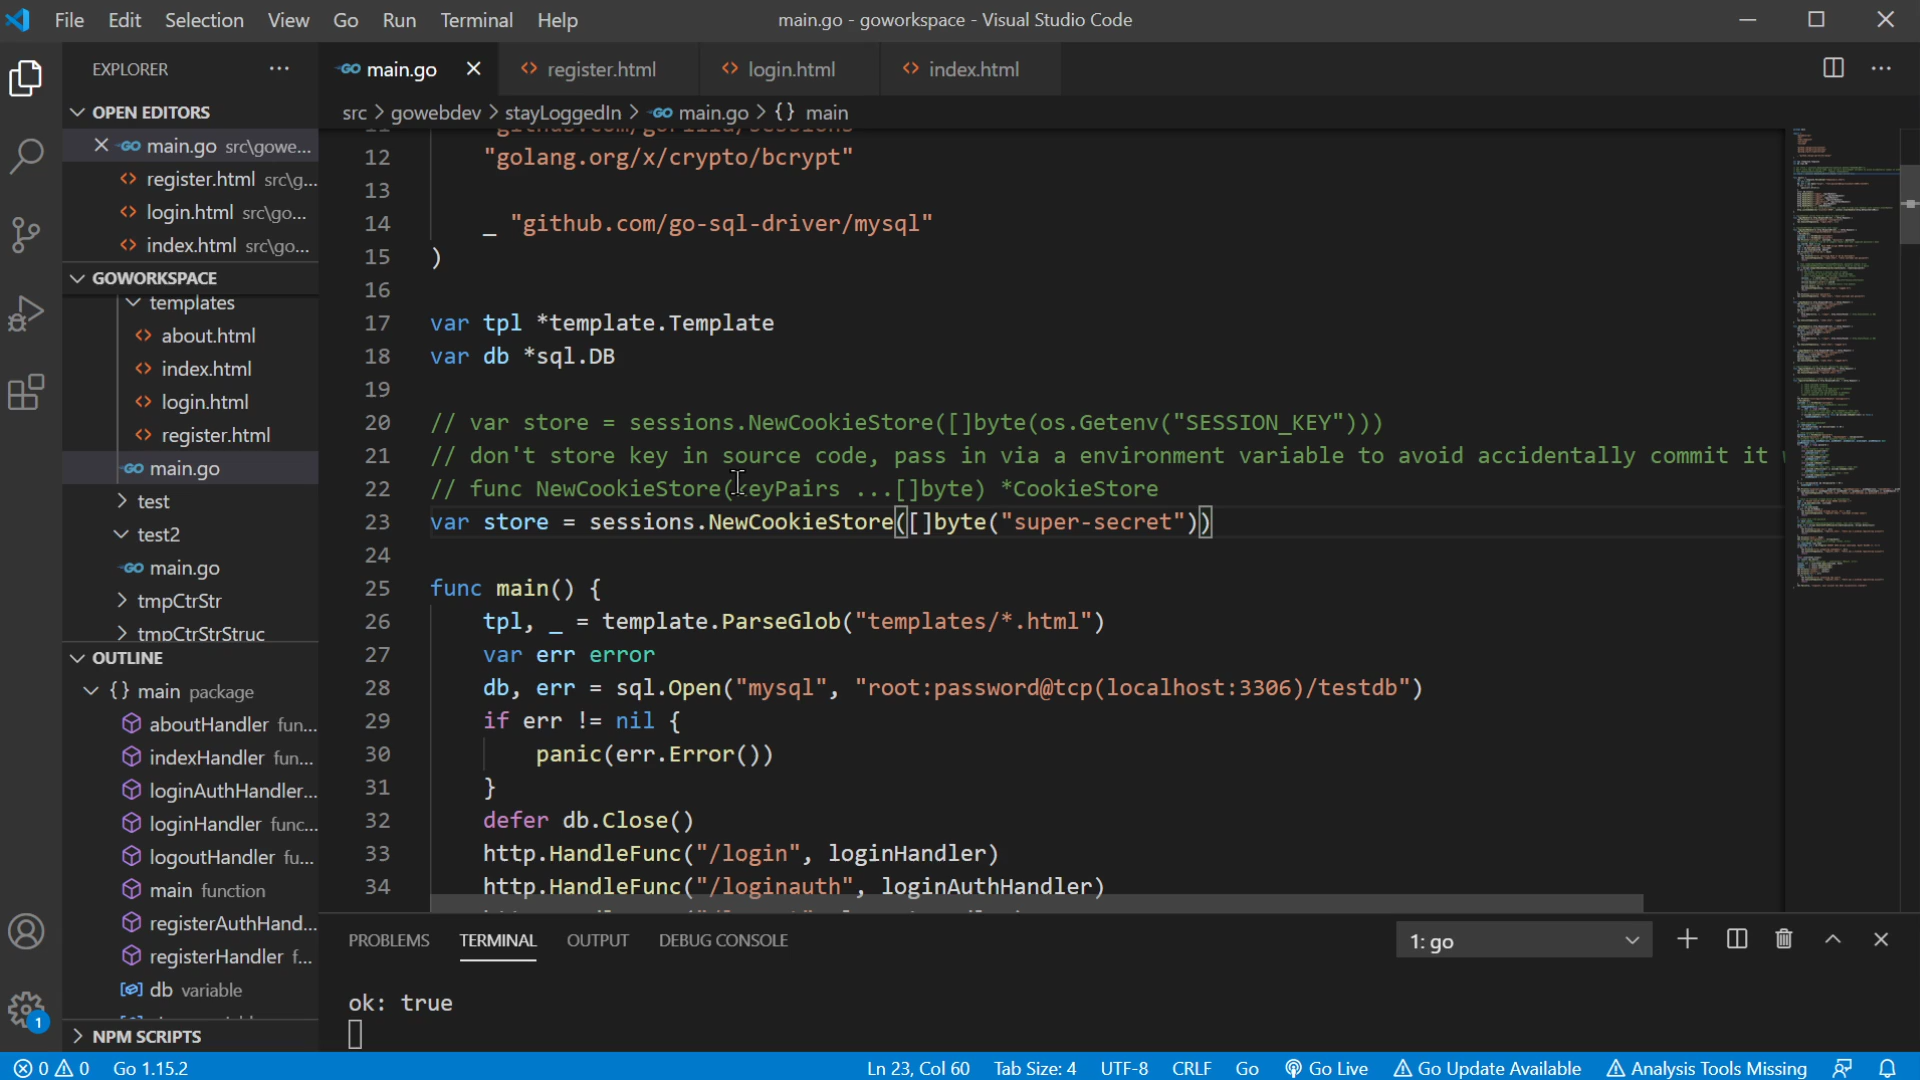 File Edit Selection View Go Run Terminal Help
main.go - goworkspace - Visual Studio Code
EXPLORER
OPEN EDITORS
main.go src\gowe...
register.html src\g...
login.html src\go...
index.html src\go...
GOWORKSPACE
templates
about.html
index.html
login.html
register.html
main.go
test
test2
main.go
tmpCtrStr
tmpCtrStrStruc
OUTLINE
{} main package
aboutHandler fun...
indexHandler fun...
loginAuthHandler...
loginHandler func...
logoutHandler fu...
main function
registerAuthHand...
registerHandler f...
db variable
NPM SCRIPTS
main.go register.html login.html index.html
src > gowebdev > stayLoggedIn > main.go > {} main
12 "golang.org/x/crypto/bcrypt"
13
14 _ "github.com/go-sql-driver/mysql"
15 )
16
17 var tpl *template.Template
18 var db *sql.DB
19
20 // var store = sessions.NewCookieStore([]byte(os.Getenv("SESSION_KEY")))
21 // don't store key in source code, pass in via a environment variable to avoid accidentally commit it
22 // func NewCookieStore(keyPairs ...[]byte) *CookieStore
23 var store = sessions.NewCookieStore([]byte("super-secret"))
24
25 func main() {
26 tpl, _ = template.ParseGlob("templates/*.html")
27 var err error
28 db, err = sql.Open("mysql", "root:password@tcp(localhost:3306)/testdb")
29 if err != nil {
30 panic(err.Error())
31 }
32 defer db.Close()
33 http.HandleFunc("/login", loginHandler)
34 http.HandleFunc("/loginauth", loginAuthHandler)
PROBLEMS TERMINAL OUTPUT DEBUG CONSOLE
1: go
ok: true
1
0 0 Go 1.15.2 Ln 23, Col 60 Tab Size: 4 UTF-8 CRLF Go Go Live Go Update Available Analysis Tools Missing